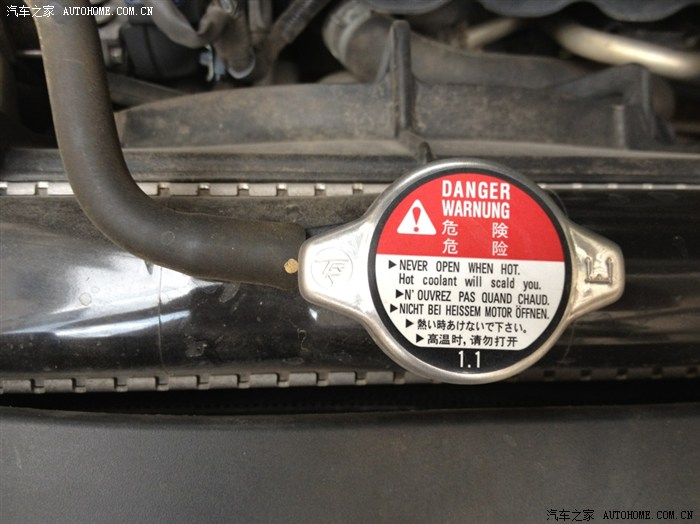 汽车之家 AUTOHOME.COM.CN
DANGER
WARNUNG
危 険
危 险
▶NEVER OPEN WHEN HOT.
Hot coolant will scald you.
▶N' OUVREZ PAS QUAND CHAUD.
▶NICHT BEI HEISSEM MOTOR ÖFFNEN.
▶熱い時あけないで下さい。
▶高温时,请勿打开
1.1
汽车之家 AUTOHOME.COM.CN